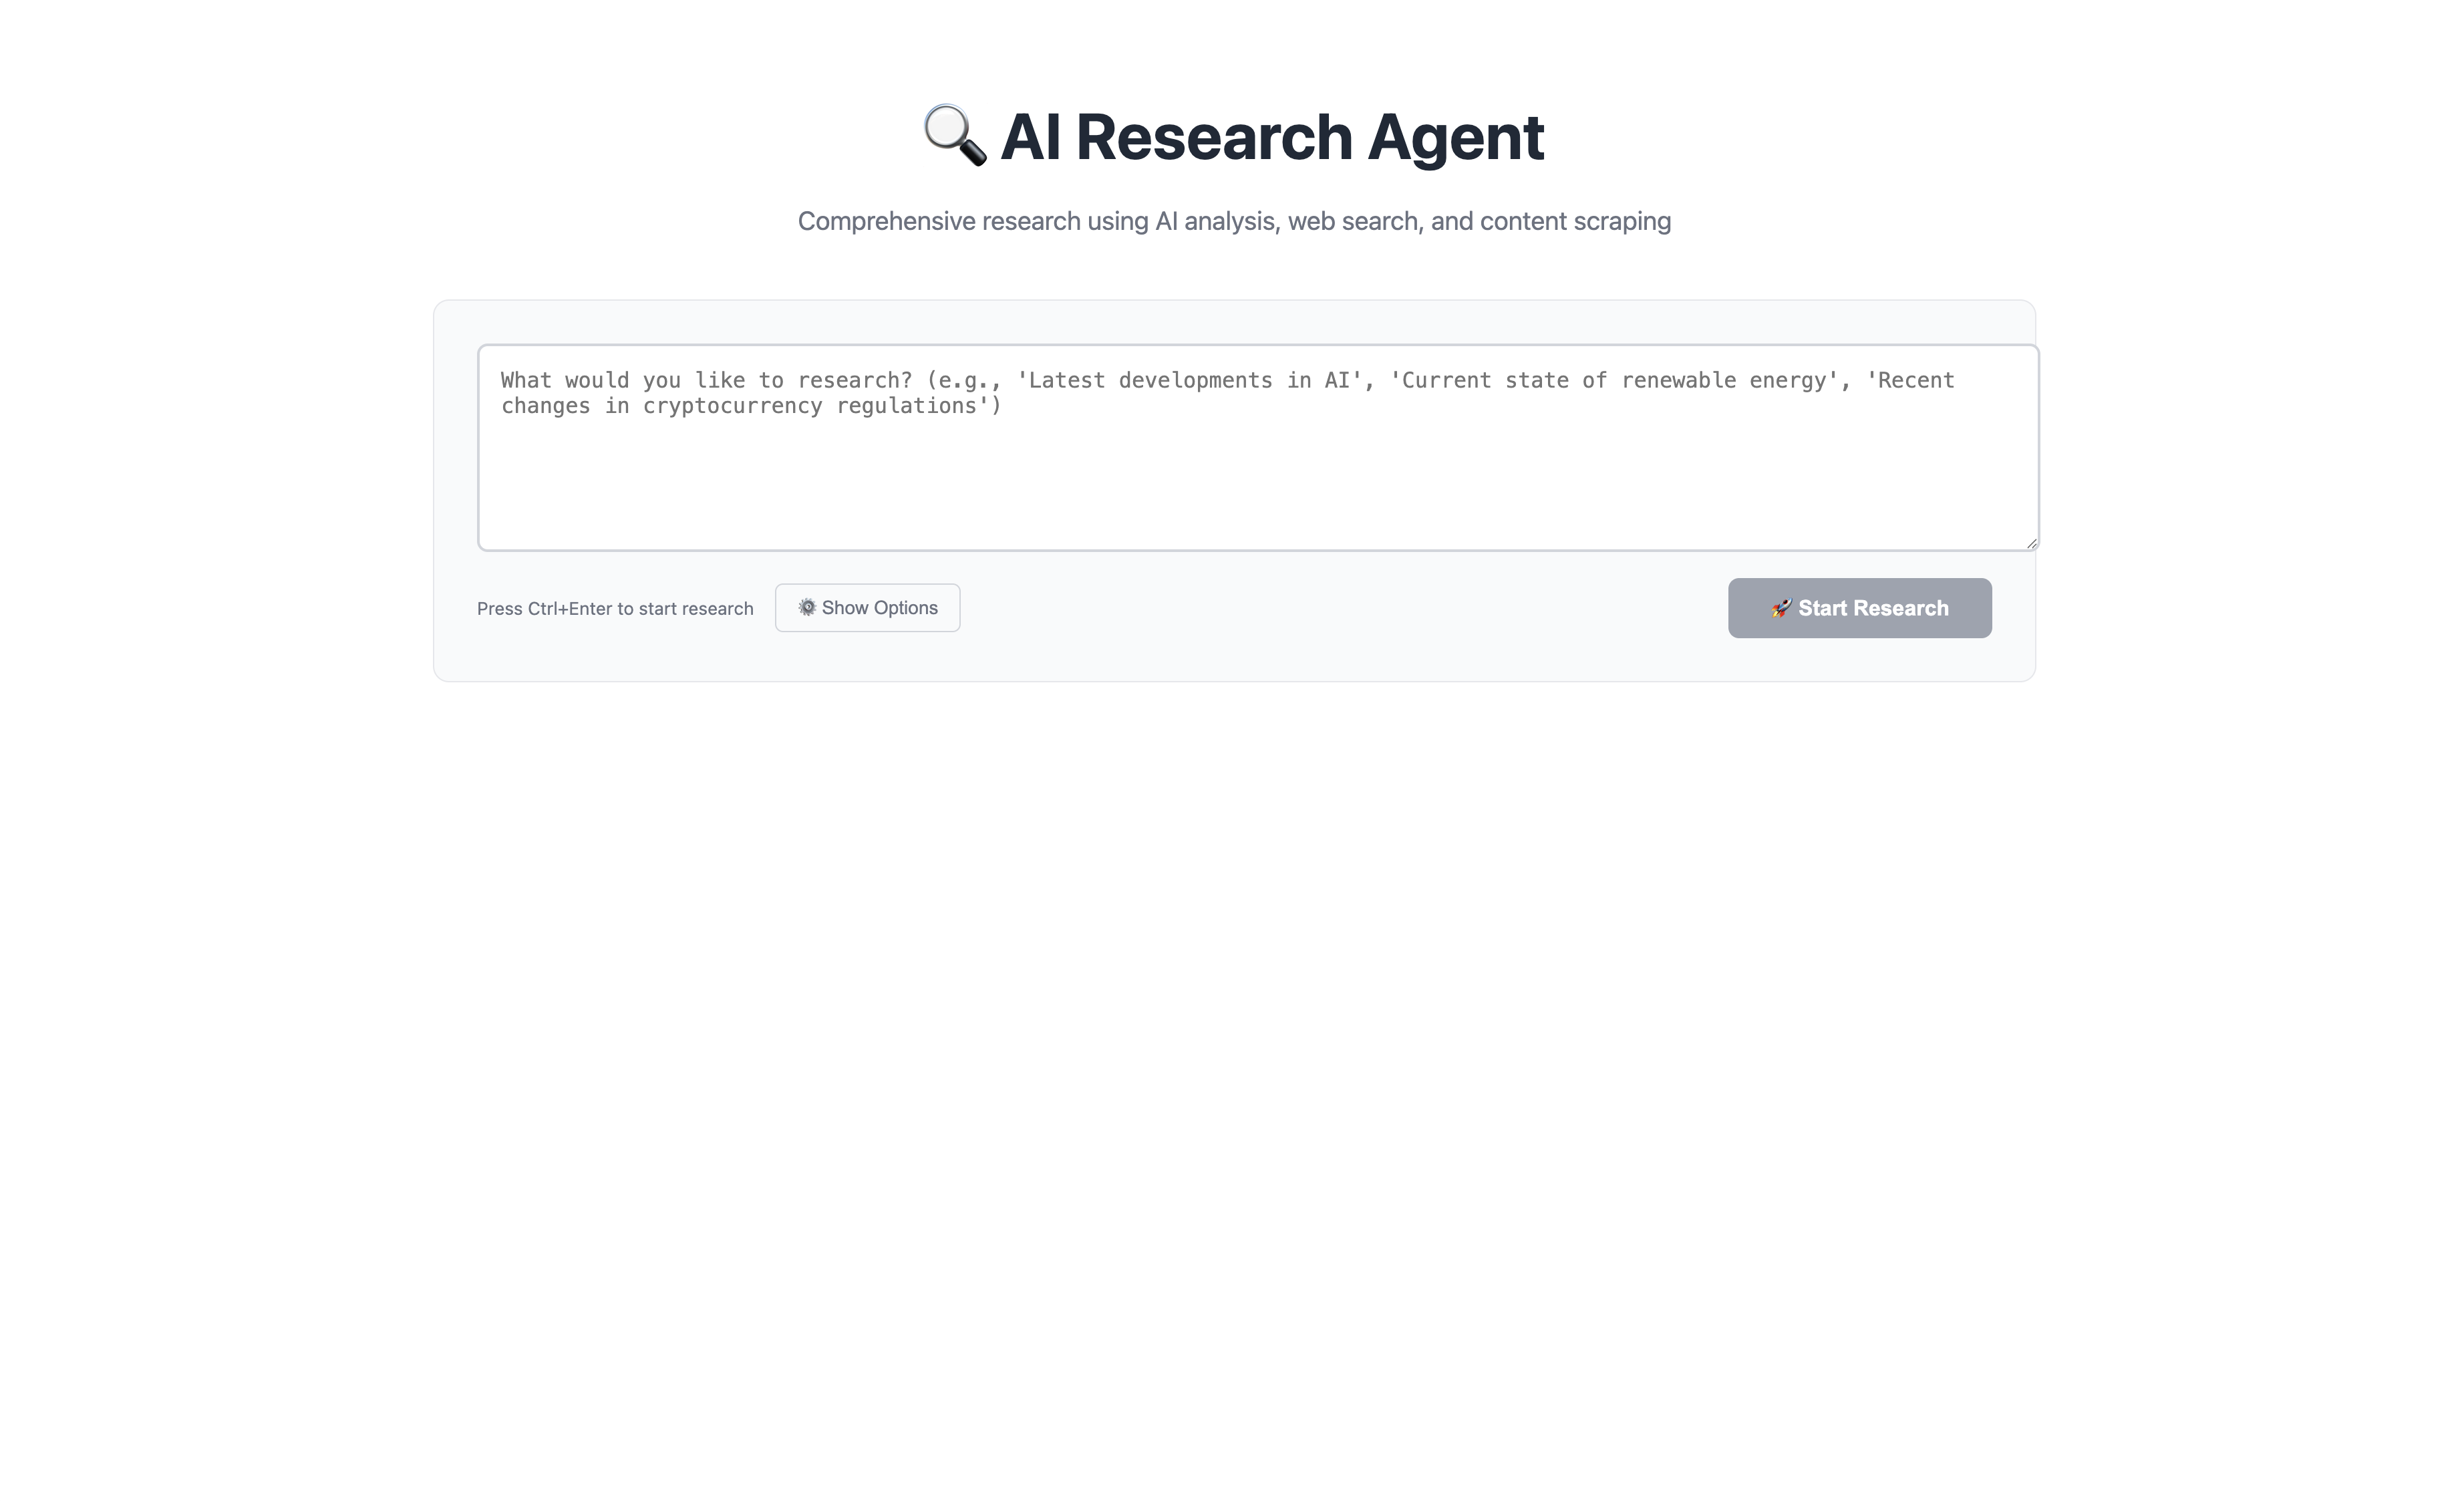 🔍 AI Research Agent
Comprehensive research using AI analysis, web search, and content scraping
What would you like to research? (e.g., 'Latest developments in AI', 'Current state of renewable energy', 'Recent
changes in cryptocurrency regulations')
Press Ctrl+Enter to start research
⚙️ Show Options
🚀 Start Research